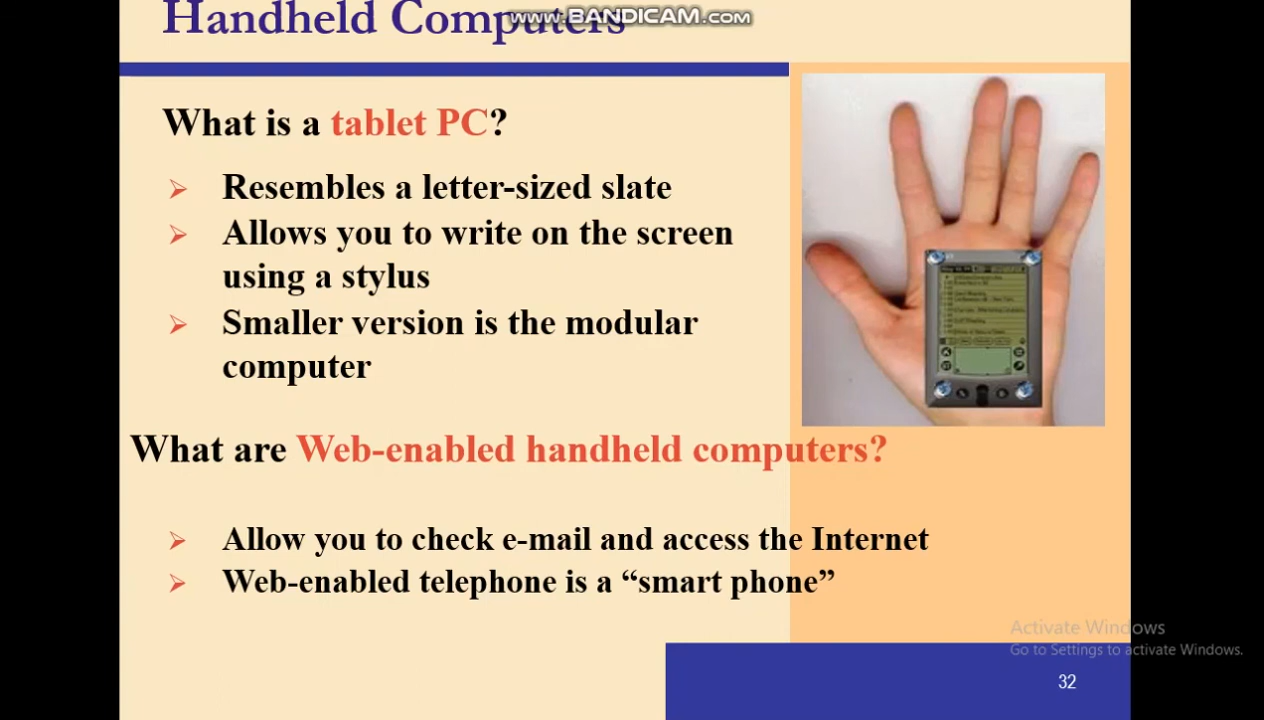 Handheld Computers
www.BANDICAM.com
What is a tablet PC?
Resembles a letter-sized slate
Allows you to write on the screen
using a stylus
Smaller version is the modular
computer
What are Web-enabled handheld computers?
Allow you to check e-mail and access the Internet
Web-enabled telephone is a “smart phone”
Activate Windows
Go to Settings to activate Windows.
32